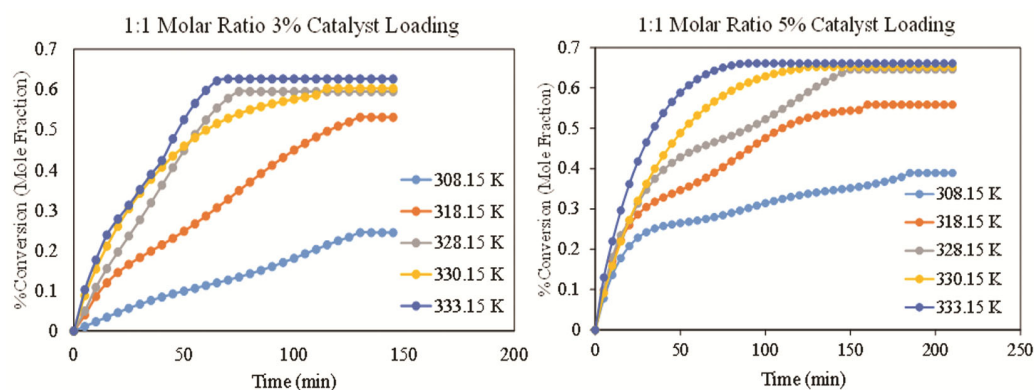 1:1 Molar Ratio 3% Catalyst Loading
0.7
0.6
0.5
0.4
0.3
0.2
0.1
0
%Conversion (Mole Fraction)
308.15 K
318.15 K
328.15 K
330.15 K
333.15 K
0 50 100 150 200
Time (min)
1:1 Molar Ratio 5% Catalyst Loading
0.7
0.6
0.5
0.4
0.3
0.2
0.1
0
%Conversion (Mole Fraction)
308.15 K
318.15 K
328.15 K
330.15 K
333.15 K
0 50 100 150 200 250
Time (min)